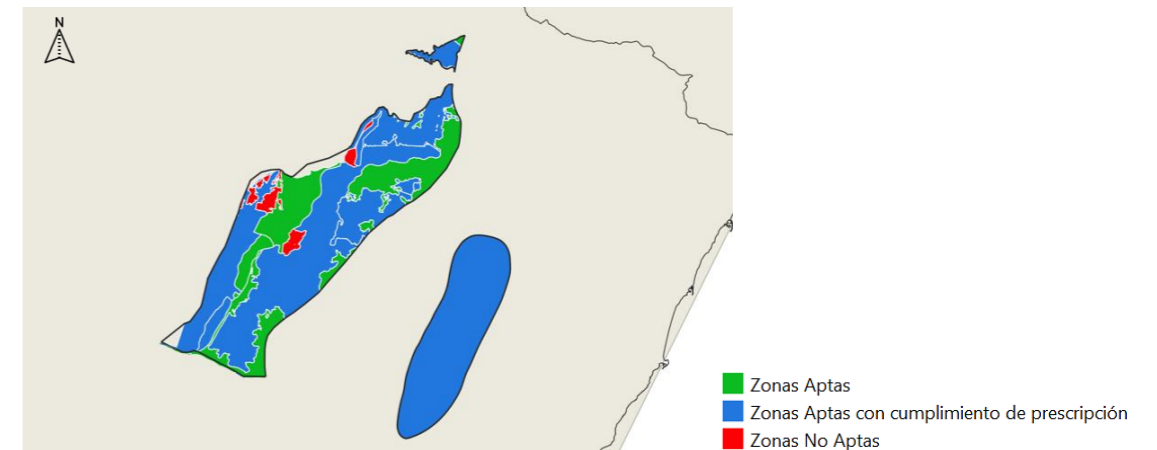 N
Zonas Aptas
Zonas Aptas con cumplimiento de prescripción
Zonas No Aptas